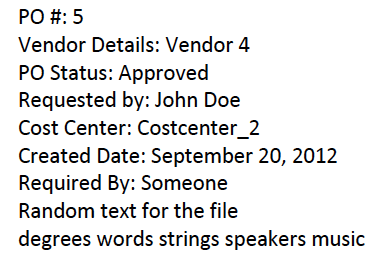 PO #: 5
Vendor Details: Vendor 4
PO Status: Approved
Requested by: John Doe
Cost Center: Costcenter_2
Created Date: September 20, 2012
Required By: Someone
Random text for the file
degrees words strings speakers music